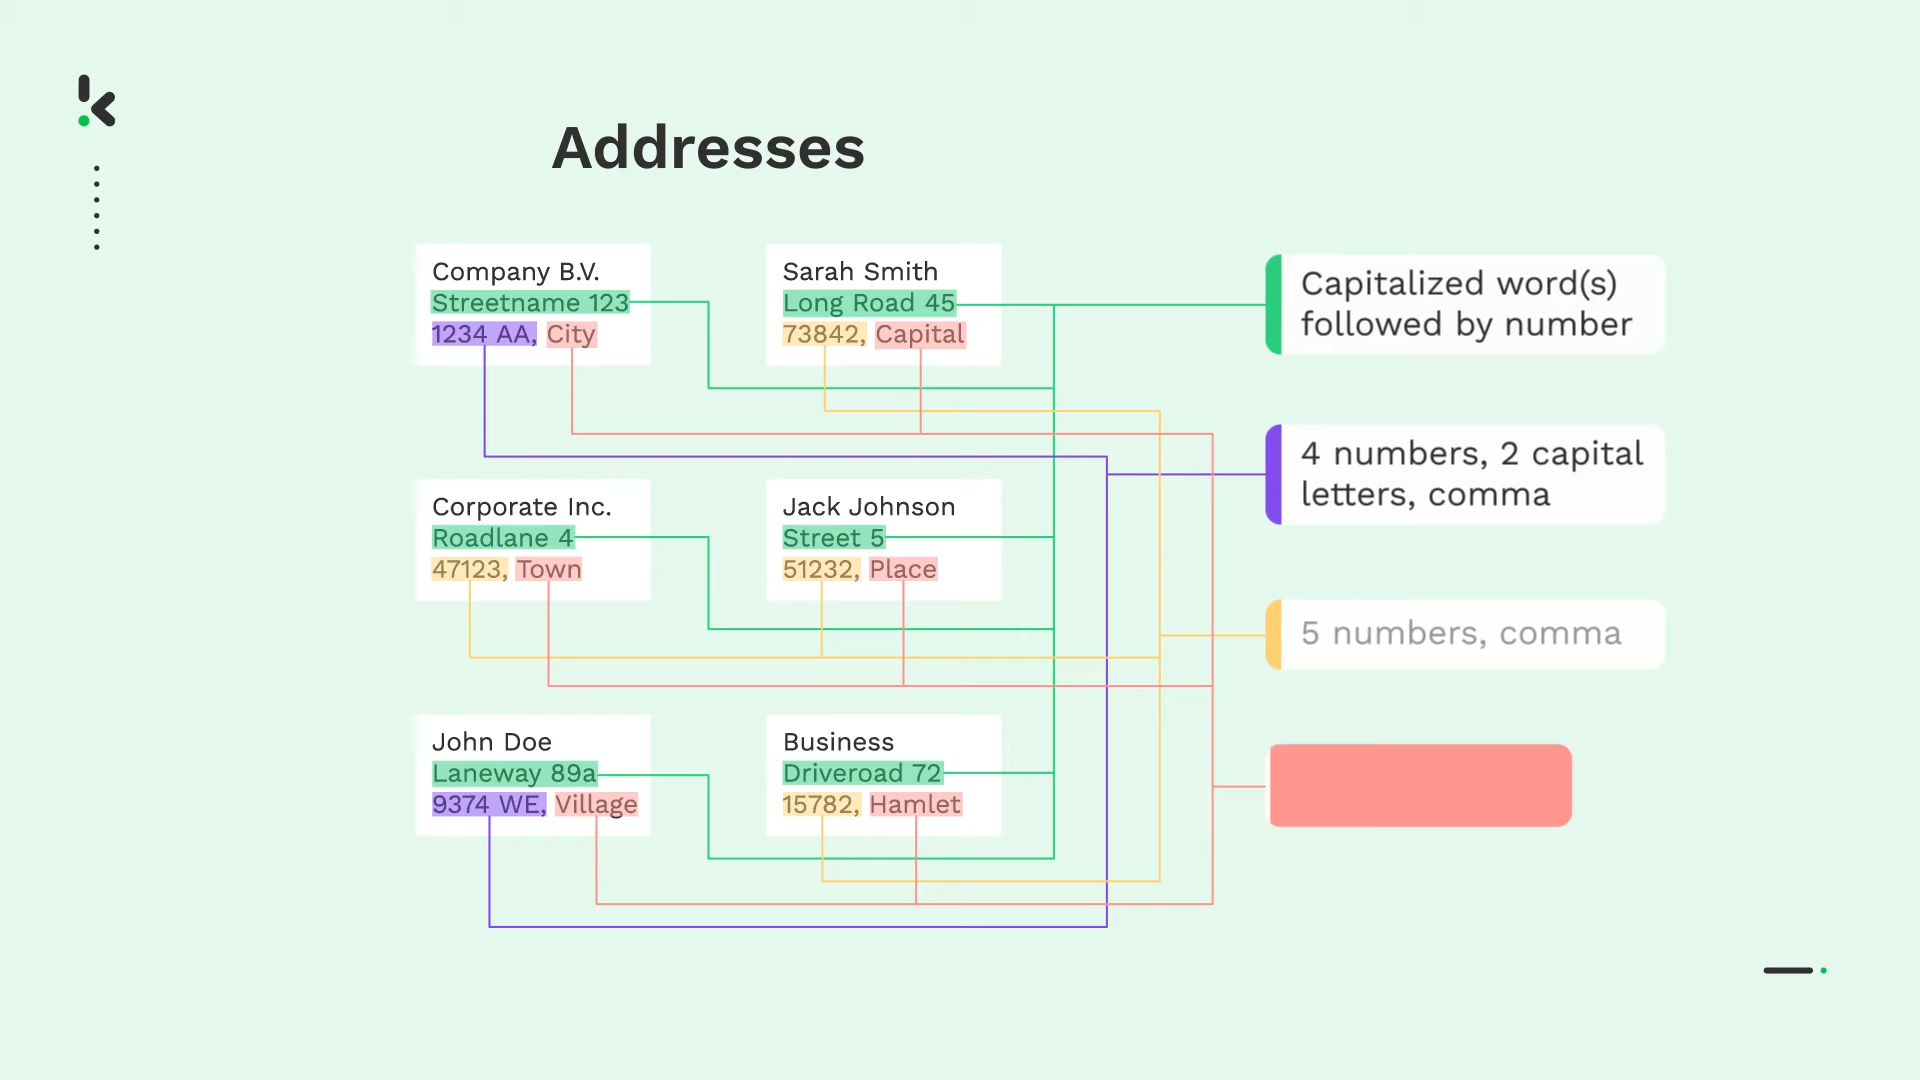 Addresses
Company B.V.
Streetname 123
1234 AA, City
Sarah Smith
Long Road 45
73842, Capital
Corporate Inc.
Roadlane 4
47123, Town
Jack Johnson
Street 5
51232, Place
John Doe
Laneway 89a
9374 WE, Village
Business
Driveroad 72
15782, Hamlet
Capitalized word(s)
followed by number
4 numbers, 2 capital
letters, comma
5 numbers, comma